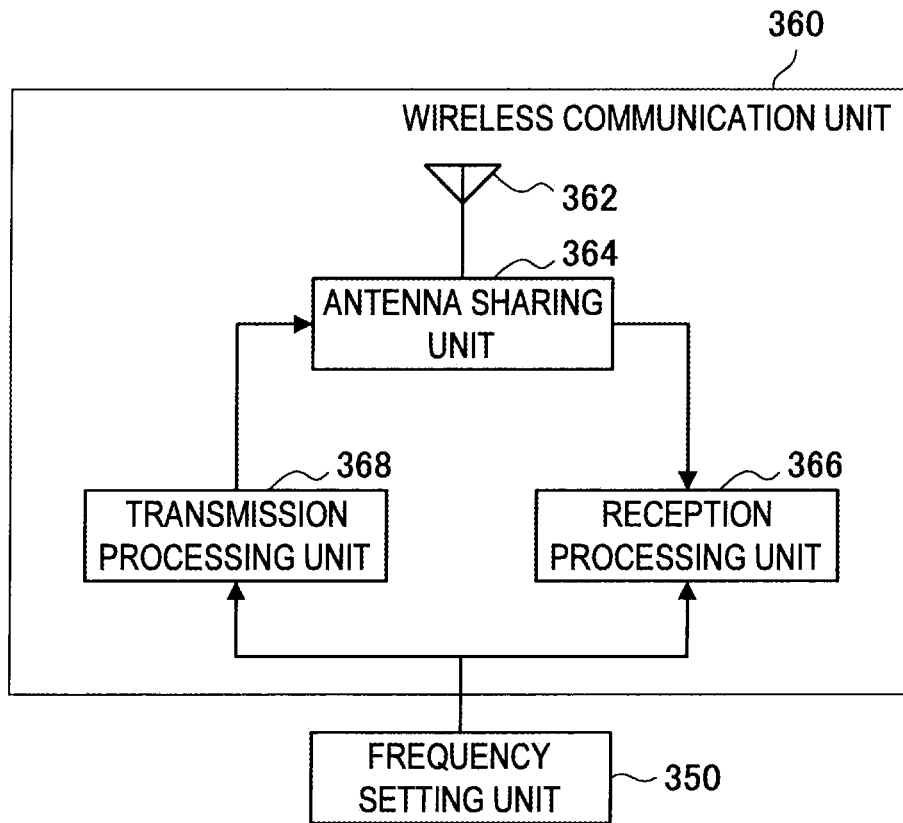 360
WIRELESS COMMUNICATION UNIT
362
364
ANTENNA SHARING
UNIT
368
TRANSMISSION
PROCESSING UNIT
366
RECEPTION
PROCESSING UNIT
FREQUENCY
SETTING UNIT
350